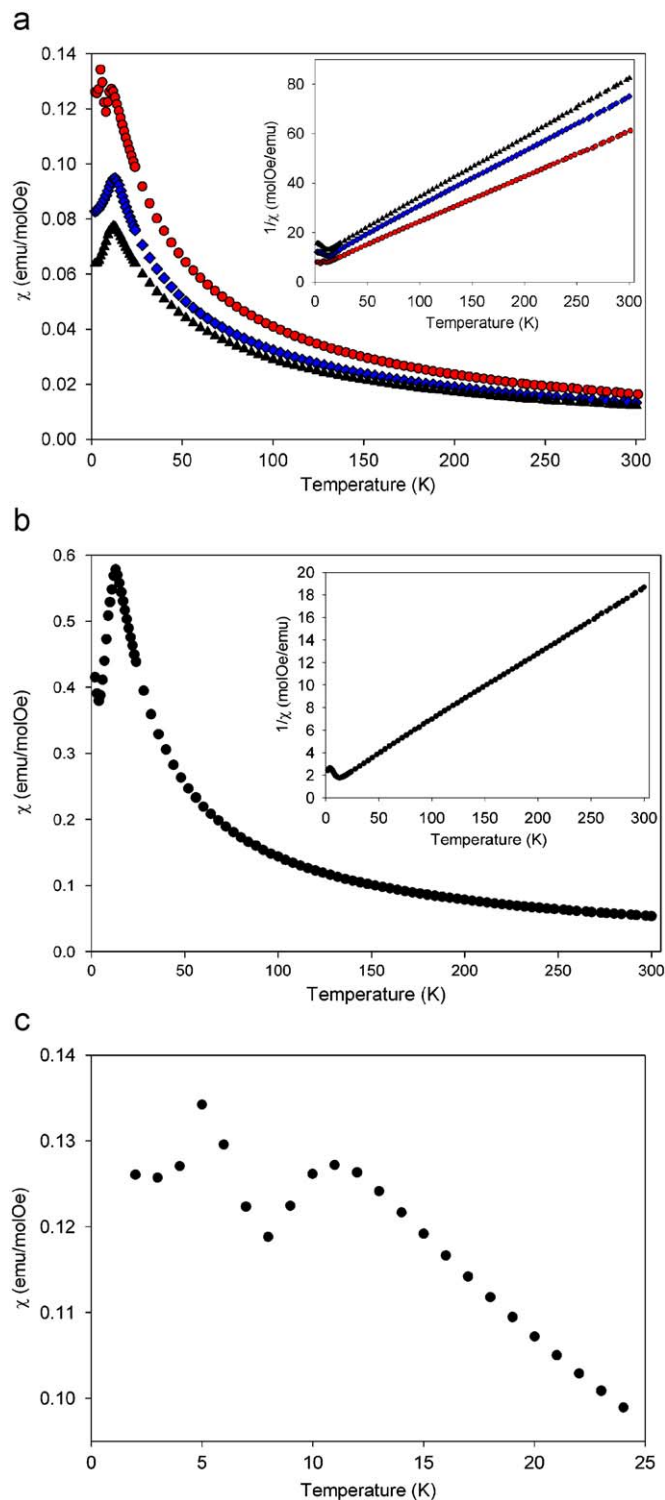 a
0.14
0.12
0.10
0.08
0.06
0.04
0.02
0.00
χ (emu/molOe)
0 50 100 150 200 250 300
Temperature (K)
80
60
40
20
0
1/χ (molOe/emu)
0 50 100 150 200 250 300
Temperature (K)
b
0.6
0.5
0.4
0.3
0.2
0.1
0.0
χ (emu/molOe)
0 50 100 150 200 250 300
Temperature (K)
20
18
16
14
12
10
8
6
4
2
0
1/χ (molOe/emu)
0 50 100 150 200 250 300
Temperature (K)
c
0.14
0.13
0.12
0.11
0.10
χ (emu/molOe)
0 5 10 15 20 25
Temperature (K)